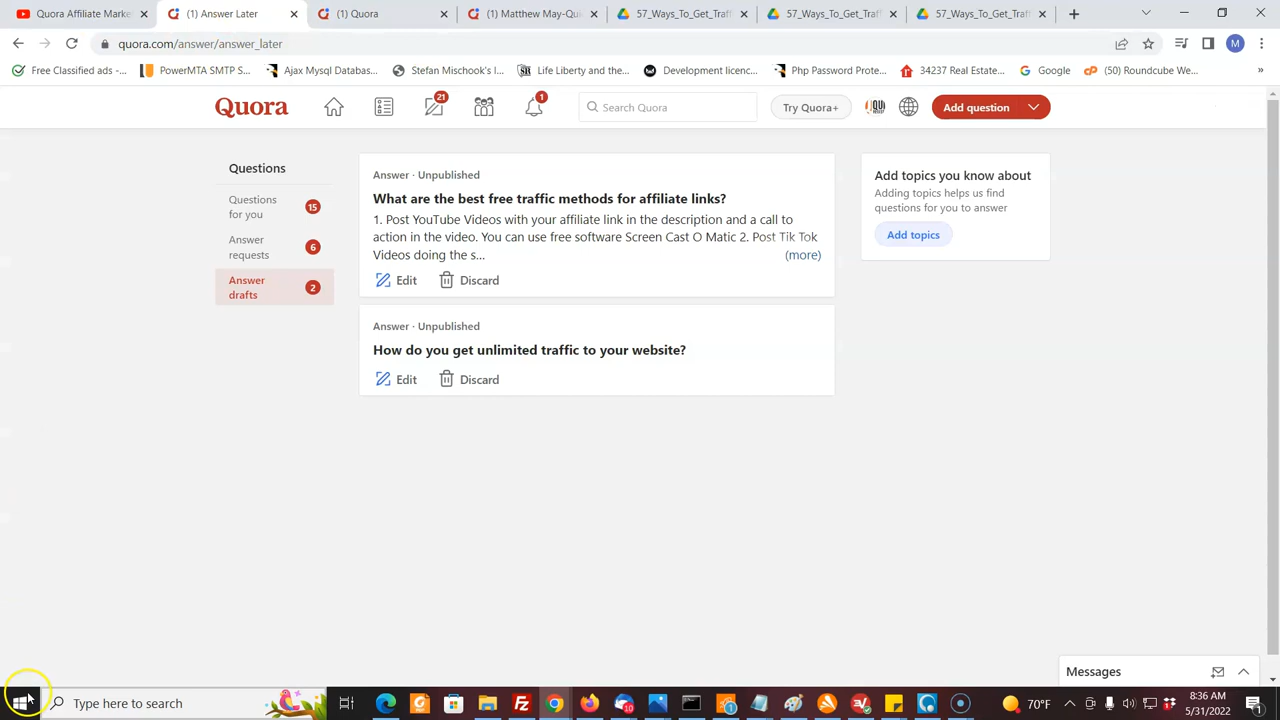 Quora Affiliate Marke
(1) Answer Later
(1) Quora
(1) Matthew May-Qui
57_Ways_To_Get_Traff
57_Ways_To_Get_Traff
57_Ways_To_Get_Traff
quora.com/answer/answer_later
M
Free Classified ads -...
PowerMTA SMTP S...
Ajax Mysql Databas...
Stefan Mischook's I...
Life Liberty and the...
Development licenc...
Php Password Prote...
34237 Real Estate...
Google
(50) Roundcube We...
»
Quora
21
1
Search Quora
Try Quora+
Add question
Questions
Questions for you
15
Answer requests
6
Answer drafts
2
Answer · Unpublished
What are the best free traffic methods for affiliate links?
1. Post YouTube Videos with your affiliate link in the description and a call to
action in the video. You can use free software Screen Cast O Matic 2. Post Tik Tok
Videos doing the s...
(more)
Edit
Discard
Answer · Unpublished
How do you get unlimited traffic to your website?
Edit
Discard
Add topics you know about
Adding topics helps us find
questions for you to answer
Add topics
Messages
Type here to search
10
70°F
8:36 AM
5/31/2022